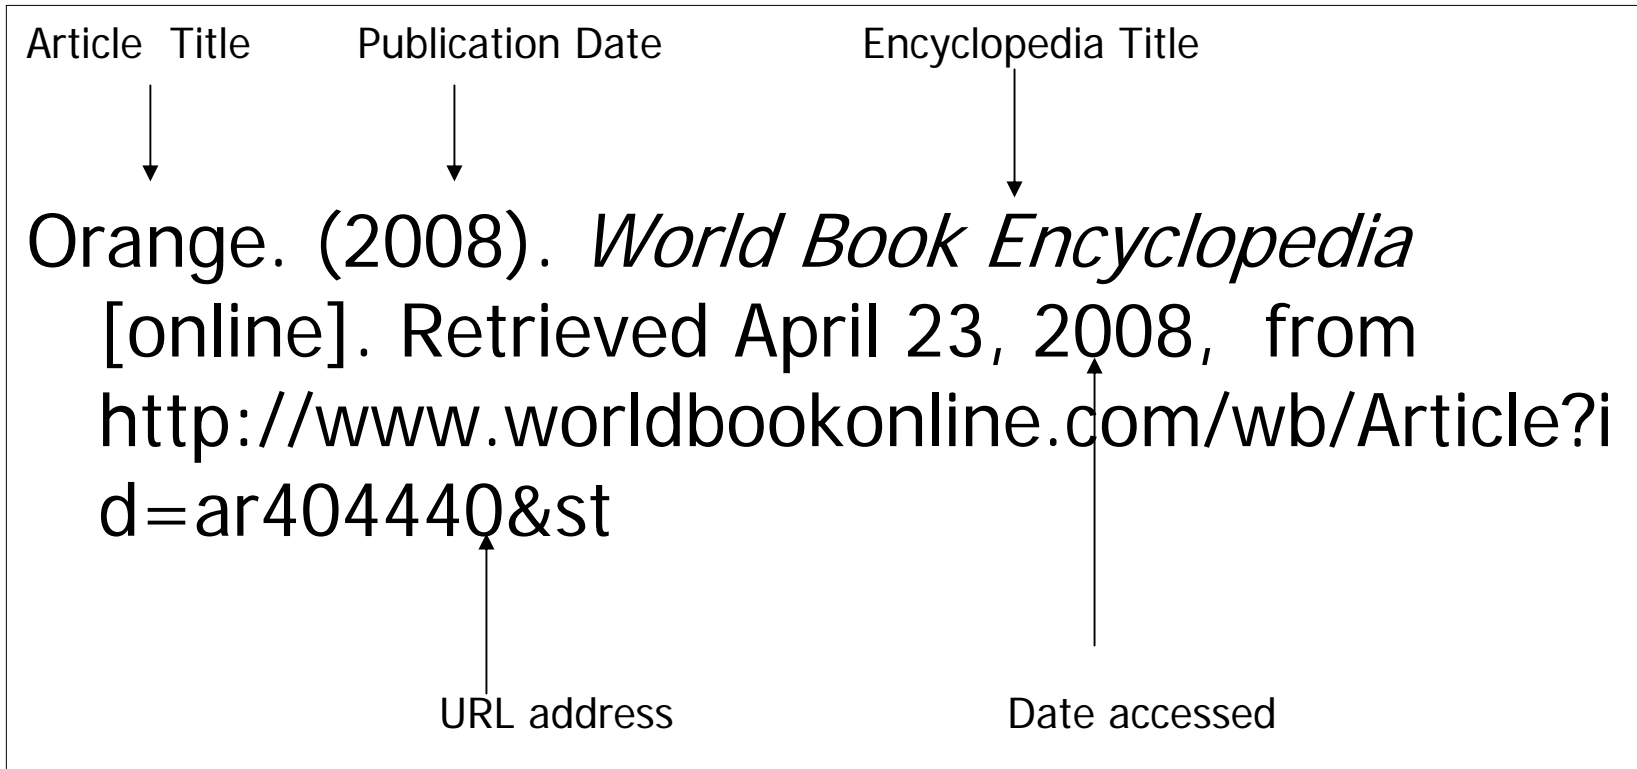 Article Title Publication Date Encyclopedia Title
Orange. (2008). World Book Encyclopedia
[online]. Retrieved April 23, 2008, from
http://www.worldbookonline.com/wb/Article?i
d=ar404440&st
URL address Date accessed